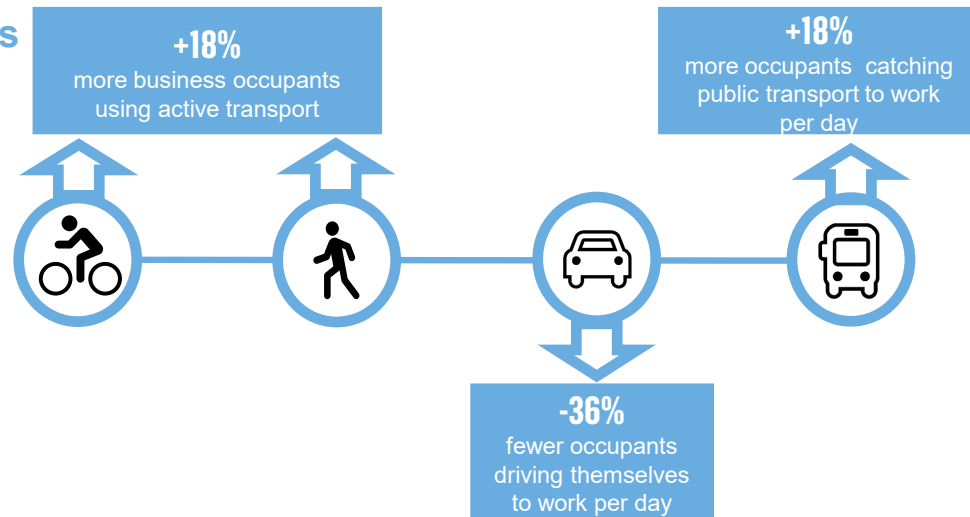 s
+18%
more business occupants
using active transport
+18%
more occupants catching
public transport to work
per day
-36%
fewer occupants
driving themselves
to work per day